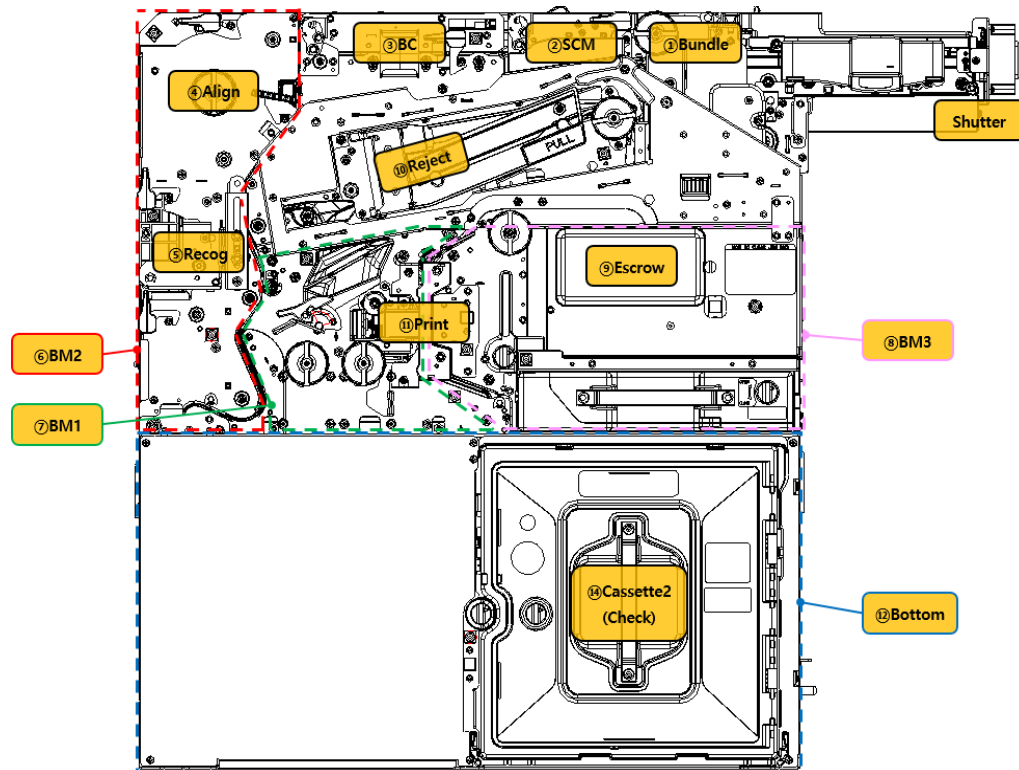 ③BC
②SCM
①Bundle
④Align
Shutter
PULL
⑩Reject
⑤Recog
⑨Escrow
⑪Print
⑥BM2
⑧BM3
⑦BM1
⑭Cassette2
(Check)
⑫Bottom